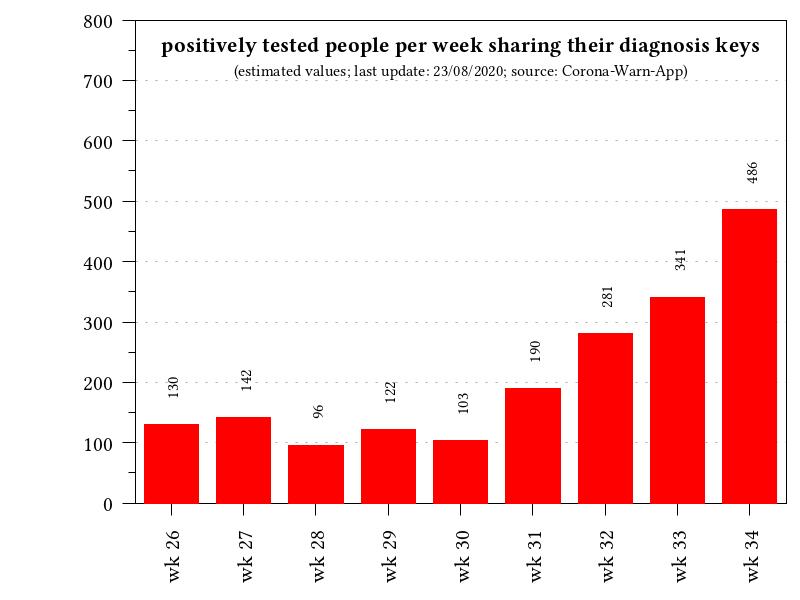 positively tested people per week sharing their diagnosis keys
(estimated values; last update: 23/08/2020; source: Corona-Warn-App)
800
700
600
500
400
300
200
100
0
130
142
96
122
103
190
281
341
486
wk 26
wk 27
wk 28
wk 29
wk 30
wk 31
wk 32
wk 33
wk 34